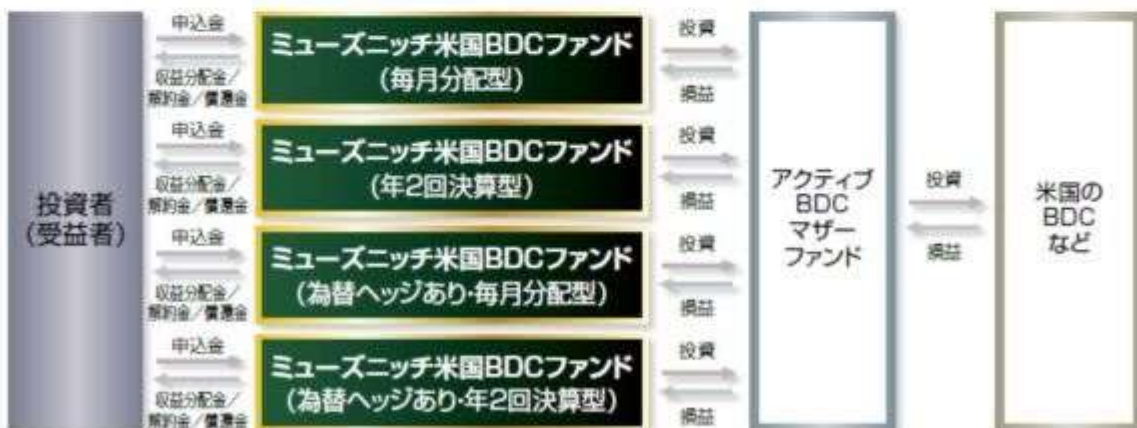 投資者
(受益者)
申込金
収益分配金/
解約金/償還金
ミューズニッチ米国BDCファンド
(毎月分配型)
投資
損益
申込金
収益分配金/
解約金/償還金
ミューズニッチ米国BDCファンド
(年2回決算型)
投資
損益
申込金
収益分配金/
解約金/償還金
ミューズニッチ米国BDCファンド
(為替ヘッジあり・毎月分配型)
投資
損益
申込金
収益分配金/
解約金/償還金
ミューズニッチ米国BDCファンド
(為替ヘッジあり・年2回決算型)
投資
損益
アクティブ
BDC
マザー
ファンド
投資
損益
米国の
BDC
など